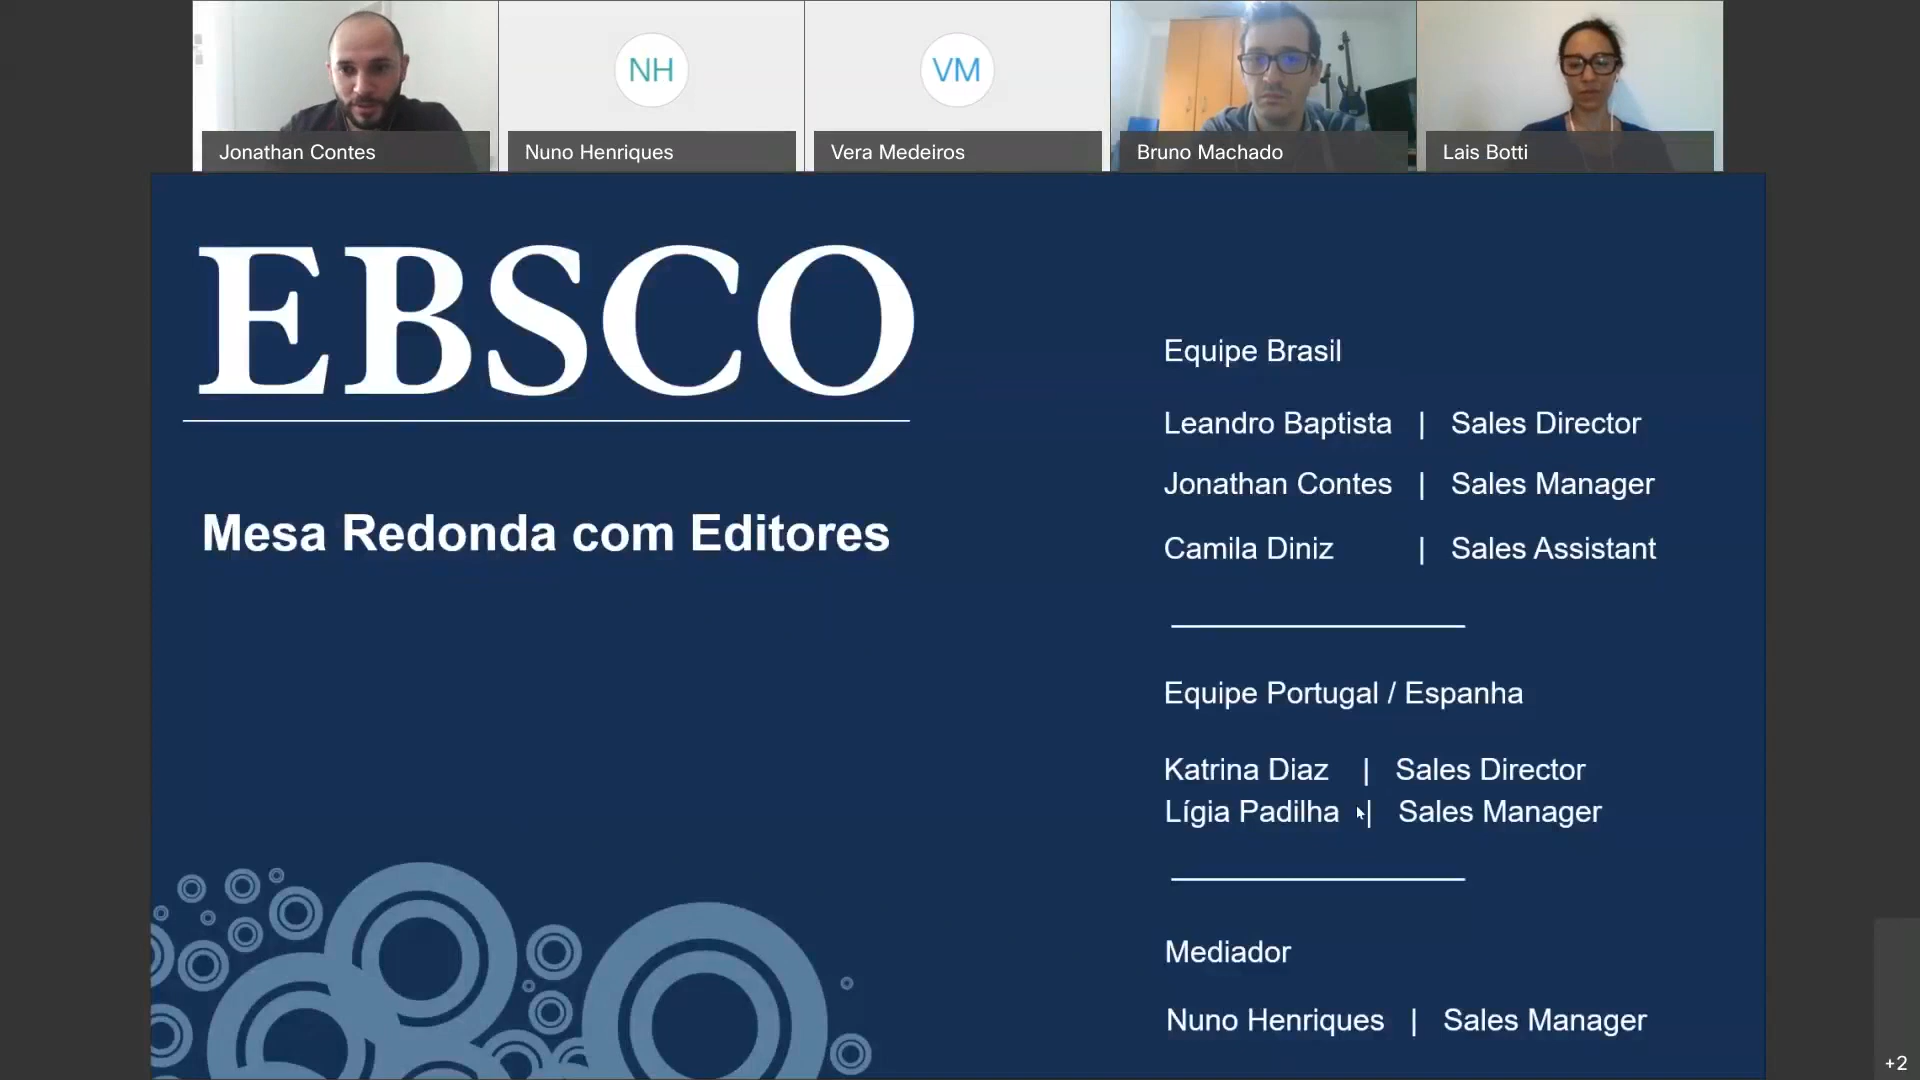 NH
VM
Jonathan Contes
Nuno Henriques
Vera Medeiros
Bruno Machado
Lais Botti
EBSCO
Mesa Redonda com Editores
Equipe Brasil
Leandro Baptista | Sales Director
Jonathan Contes | Sales Manager
Camila Diniz | Sales Assistant
Equipe Portugal / Espanha
Katrina Diaz | Sales Director
Lígia Padilha | Sales Manager
Mediador
Nuno Henriques | Sales Manager
+2